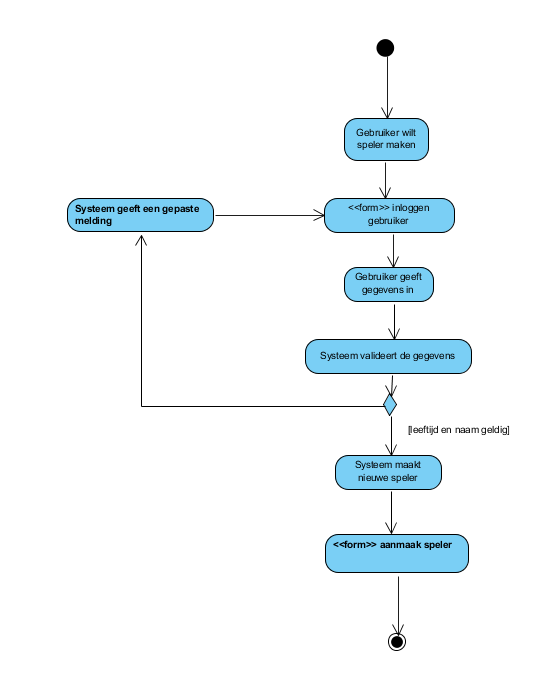 Gebruiker wilt
speler maken
Systeem geeft een gepaste
melding
<<form>> inloggen
gebruiker
Gebruiker geeft
gegevens in
Systeem valideert de gegevens
[leeftijd en naam geldig]
Systeem maakt
nieuwe speler
<<form>> aanmaak speler